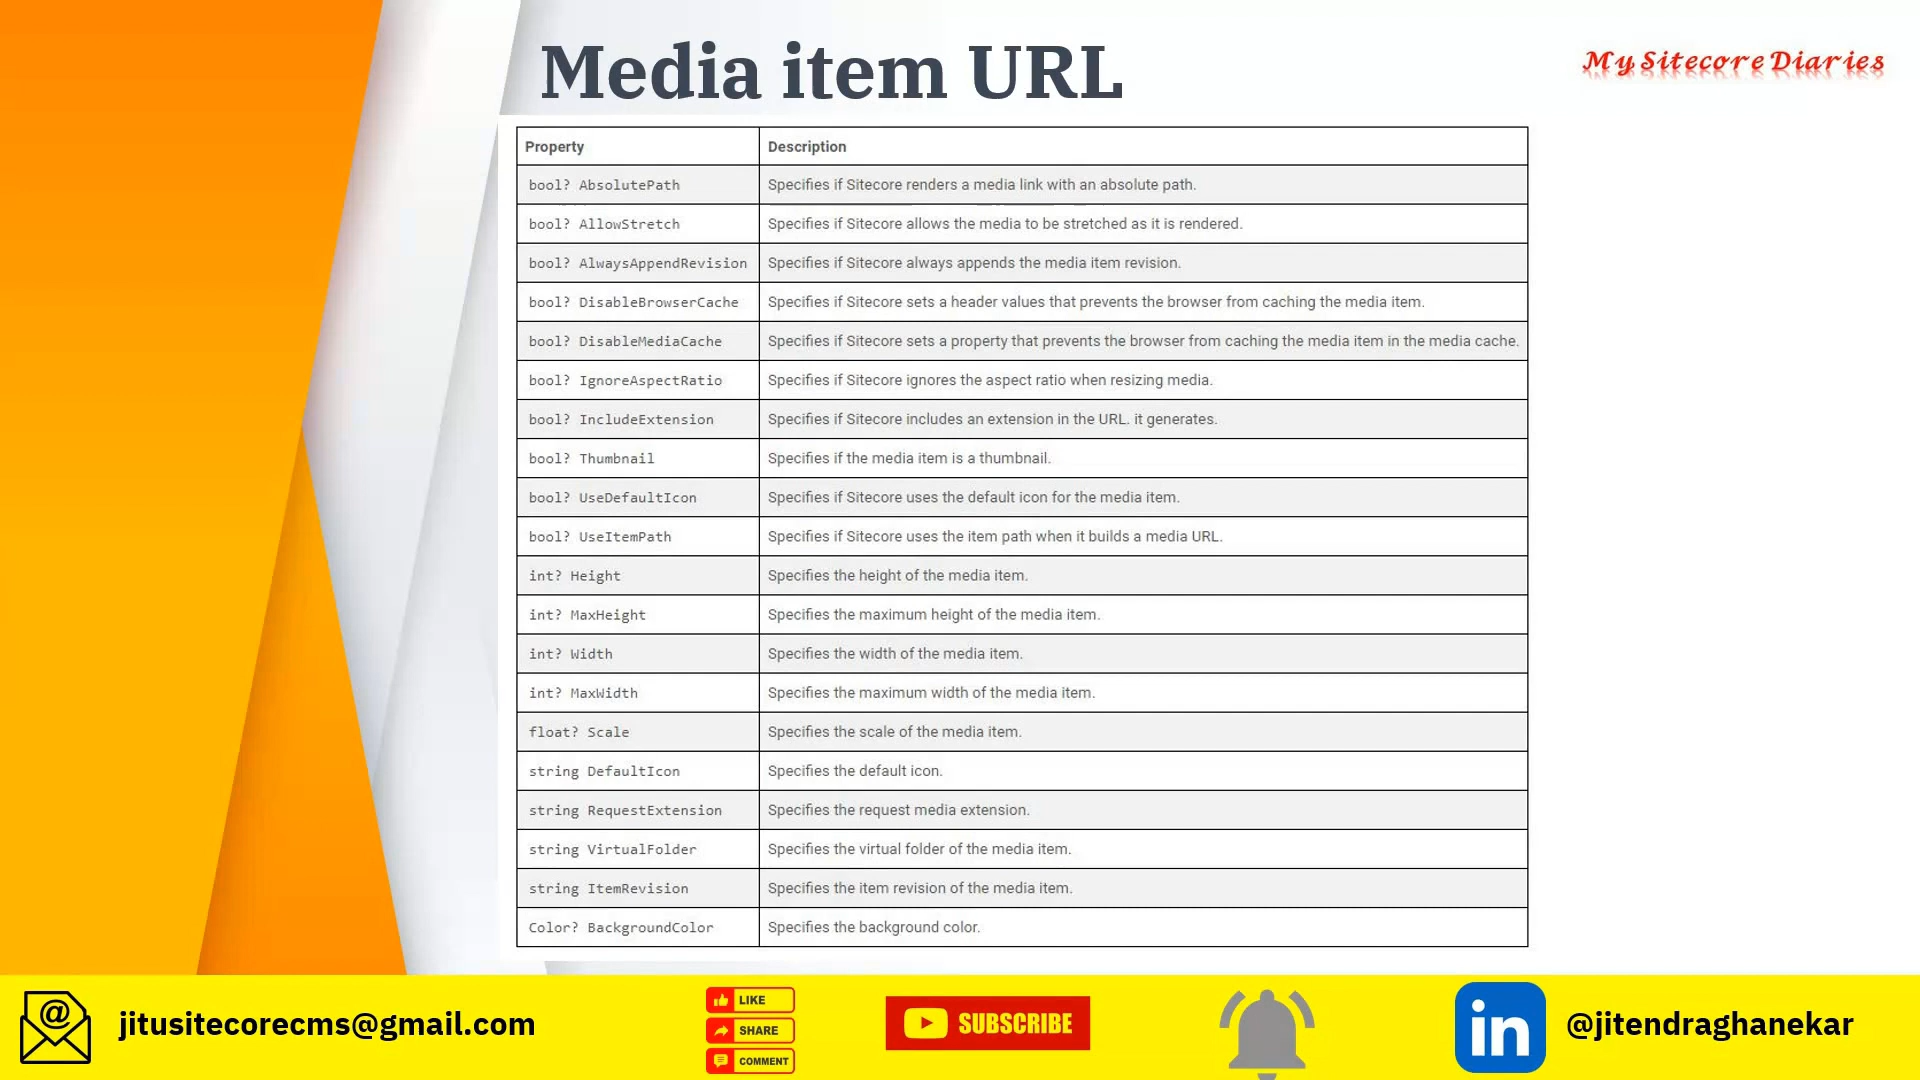 Media item URL
My Sitecore Diaries
Property Description
bool? AbsolutePath Specifies if Sitecore renders a media link with an absolute path.
bool? AllowStretch Specifies if Sitecore allows the media to be stretched as it is rendered.
bool? AlwaysAppendRevision Specifies if Sitecore always appends the media item revision.
bool? DisableBrowserCache Specifies if Sitecore sets a header values that prevents the browser from caching the media item.
bool? DisableMediaCache Specifies if Sitecore sets a property that prevents the browser from caching the media item in the media cache.
bool? IgnoreAspectRatio Specifies if Sitecore ignores the aspect ratio when resizing media.
bool? IncludeExtension Specifies if Sitecore includes an extension in the URL. it generates.
bool? Thumbnail Specifies if the media item is a thumbnail.
bool? UseDefaultIcon Specifies if Sitecore uses the default icon for the media item.
bool? UseItemPath Specifies if Sitecore uses the item path when it builds a media URL.
int? Height Specifies the height of the media item.
int? MaxHeight Specifies the maximum height of the media item.
int? Width Specifies the width of the media item.
int? MaxWidth Specifies the maximum width of the media item.
float? Scale Specifies the scale of the media item.
string DefaultIcon Specifies the default icon.
string RequestExtension Specifies the request media extension.
string VirtualFolder Specifies the virtual folder of the media item.
string ItemRevision Specifies the item revision of the media item.
Color? BackgroundColor Specifies the background color.
@ jitusitecorecms@gmail.com
LIKE
SHARE
COMMENT
SUBSCRIBE
in @jitendraghanekar